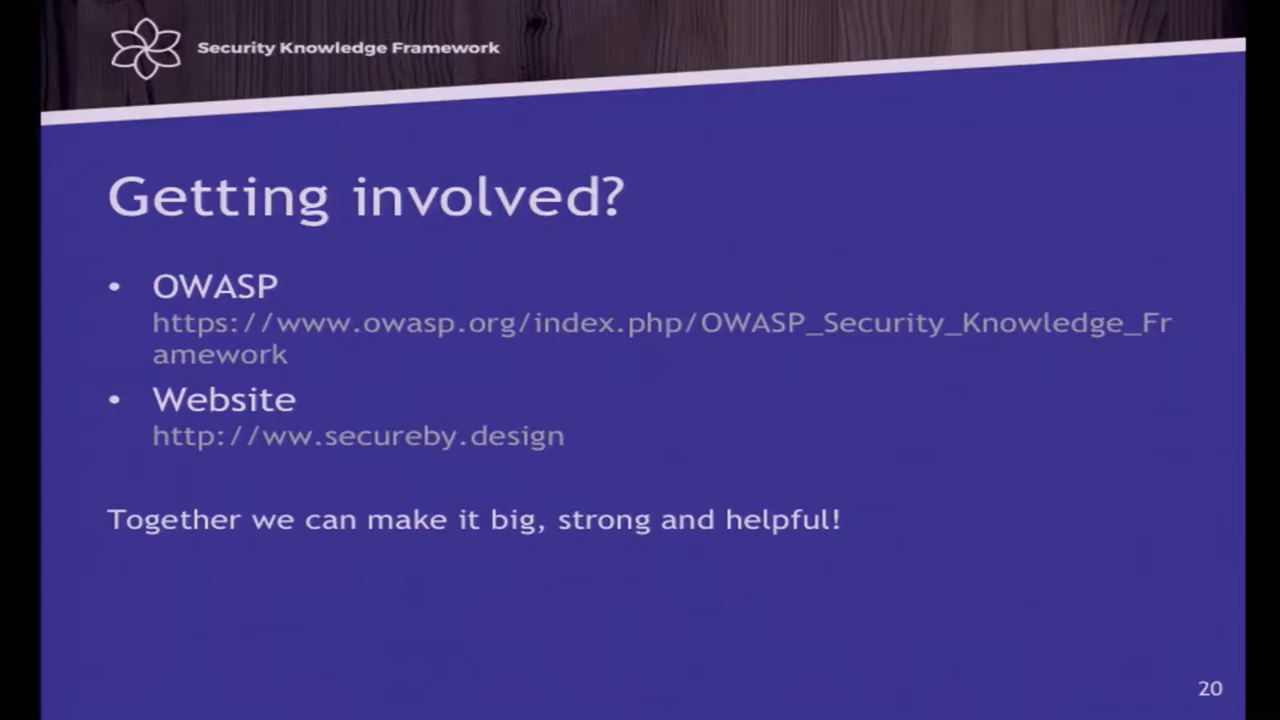 Security Knowledge Framework
Getting involved?
• OWASP
https://www.owasp.org/index.php/OWASP_Security_Knowledge_Fr
amework
• Website
http://ww.secureby.design
Together we can make it big, strong and helpful!
20